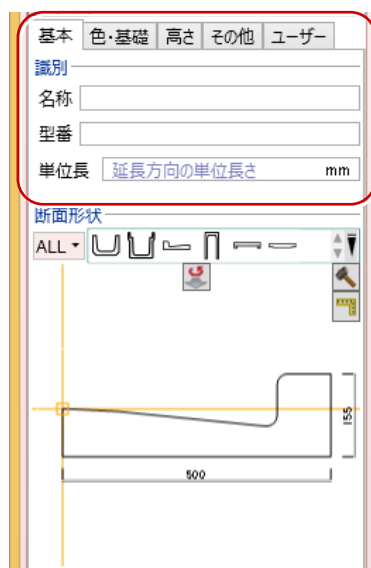 基本 色・基礎 高さ その他 ユーザー
識別
名称
型番
単位長 延長方向の単位長さ mm
断面形状
ALL
155
500